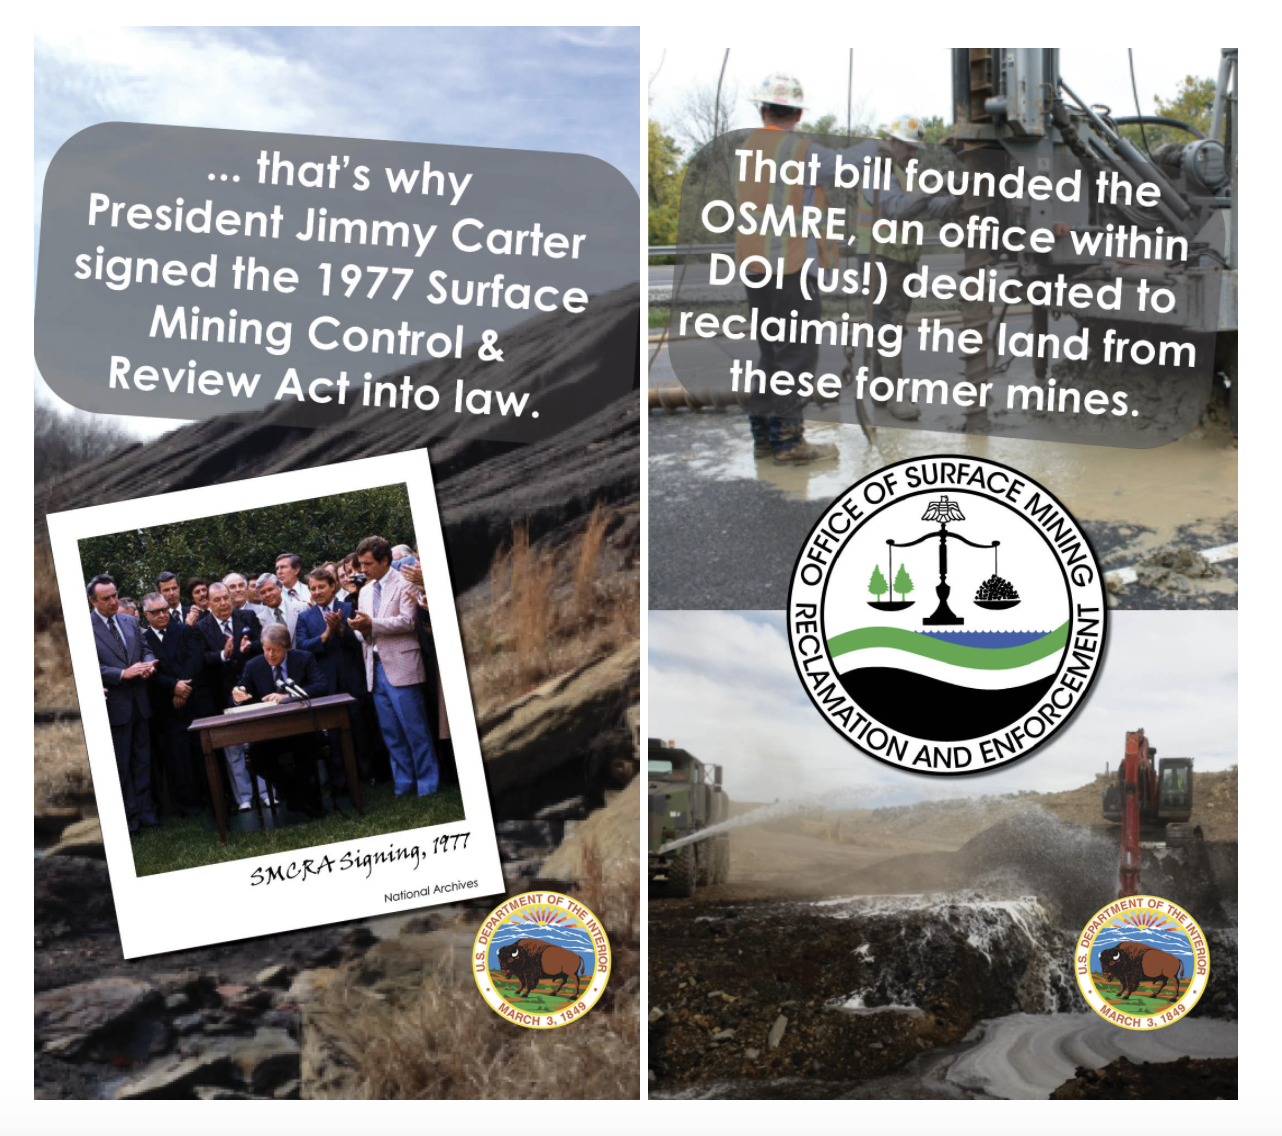 ... that's why
President Jimmy Carter
signed the 1977 Surface
Mining Control &
Review Act into law.
SMCRA Signing, 1977
National Archives
U.S. DEPARTMENT OF THE INTERIOR
MARCH 3, 1849
That bill founded the
OSMRE, an office within
DOI (us!) dedicated to
reclaiming the land from
these former mines.
OFFICE OF SURFACE MINING
RECLAMATION AND ENFORCEMENT
U.S. DEPARTMENT OF THE INTERIOR
MARCH 3, 1849